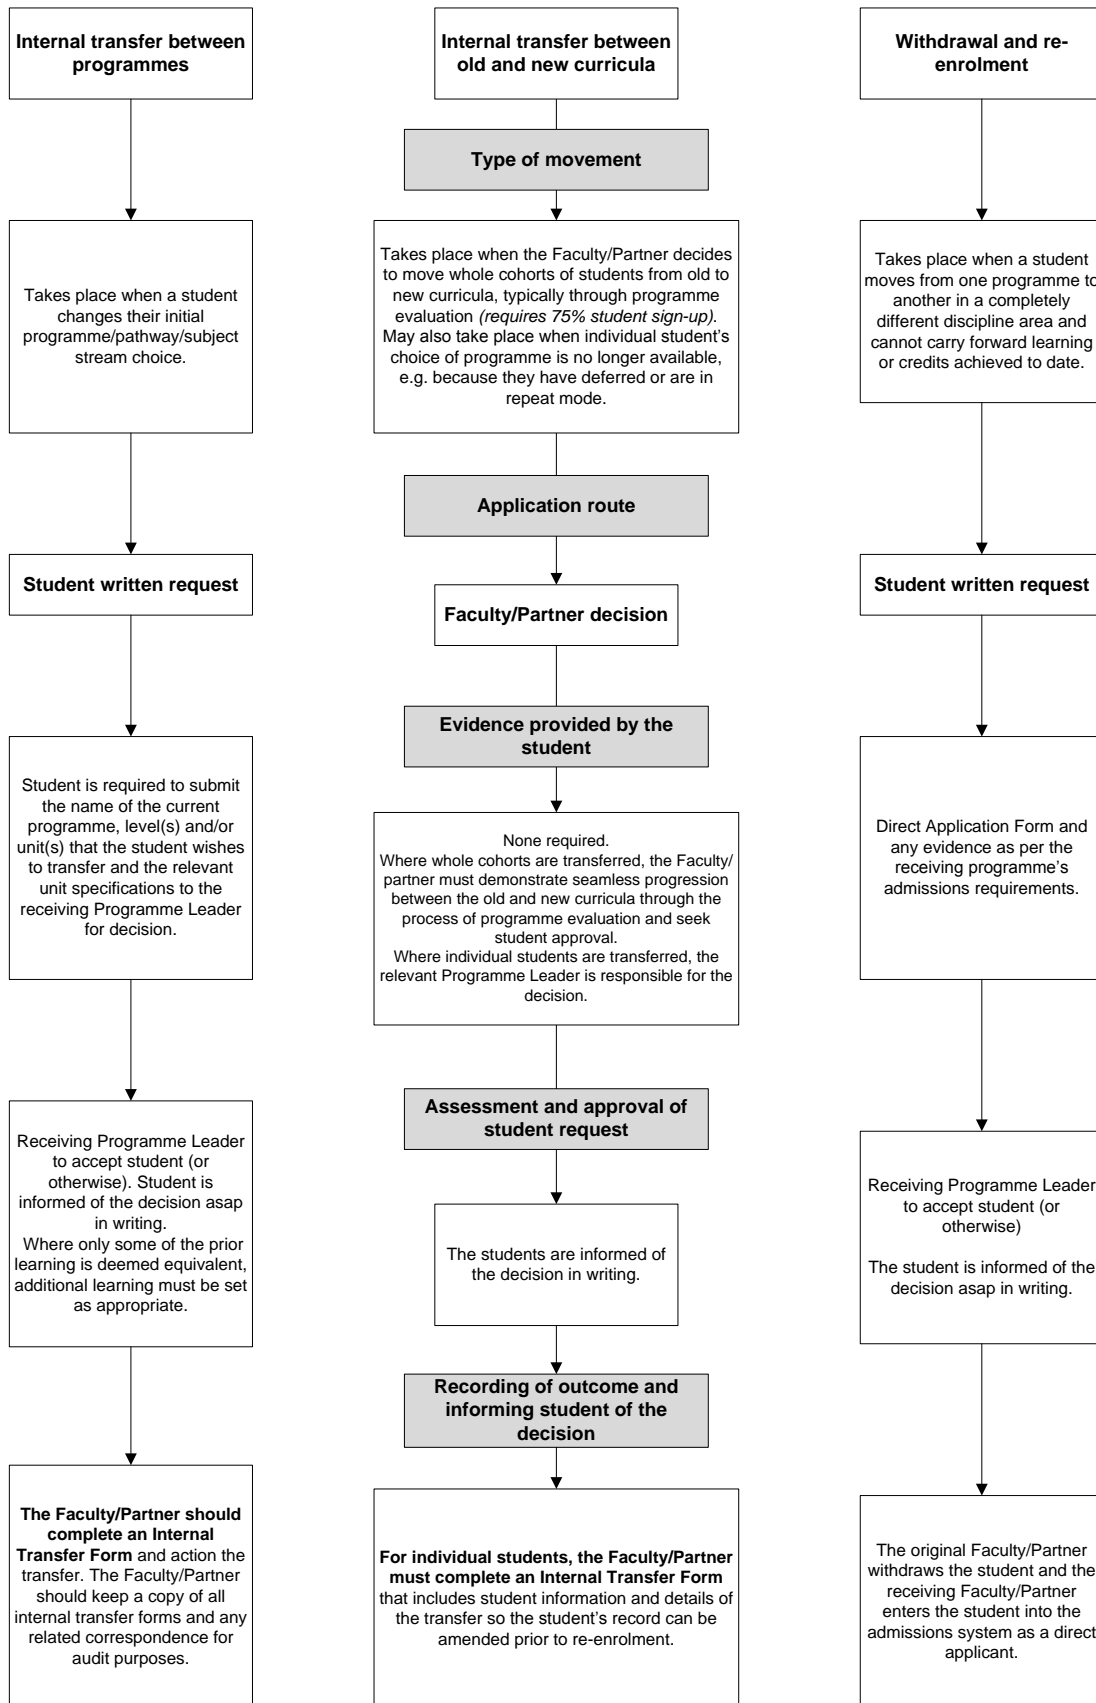 Internal transfer between
programmes
Internal transfer between
old and new curricula
Withdrawal and re-
enrolment
Type of movement
Takes place when a student
changes their initial
programme/pathway/subject
stream choice.
Takes place when the Faculty/Partner decides
to move whole cohorts of students from old to
new curricula, typically through programme
evaluation (requires 75% student sign-up).
May also take place when individual student's
choice of programme is no longer available,
e.g. because they have deferred or are in
repeat mode.
Takes place when a student
moves from one programme to
another in a completely
different discipline area and
cannot carry forward learning
or credits achieved to date.
Application route
Student written request
Faculty/Partner decision
Student written request
Evidence provided by the
student
Student is required to submit
the name of the current
programme, level(s) and/or
unit(s) that the student wishes
to transfer and the relevant
unit specifications to the
receiving Programme Leader
for decision.
None required.
Where whole cohorts are transferred, the Faculty/
partner must demonstrate seamless progression
between the old and new curricula through the
process of programme evaluation and seek
student approval.
Where individual students are transferred, the
relevant Programme Leader is responsible for the
decision.
Direct Application Form and
any evidence as per the
receiving programme's
admissions requirements.
Assessment and approval of
student request
Receiving Programme Leader
to accept student (or
otherwise). Student is
informed of the decision asap
in writing.
Where only some of the prior
learning is deemed equivalent,
additional learning must be set
as appropriate.
The students are informed of
the decision in writing.
Receiving Programme Leader
to accept student (or
otherwise)
The student is informed of the
decision asap in writing.
Recording of outcome and
informing student of the
decision
The Faculty/Partner should
complete an Internal
Transfer Form and action the
transfer. The Faculty/Partner
should keep a copy of all
internal transfer forms and any
related correspondence for
audit purposes.
For individual students, the Faculty/Partner
must complete an Internal Transfer Form
that includes student information and details of
the transfer so the student's record can be
amended prior to re-enrolment.
The original Faculty/Partner
withdraws the student and the
receiving Faculty/Partner
enters the student into the
admissions system as a direct
applicant.